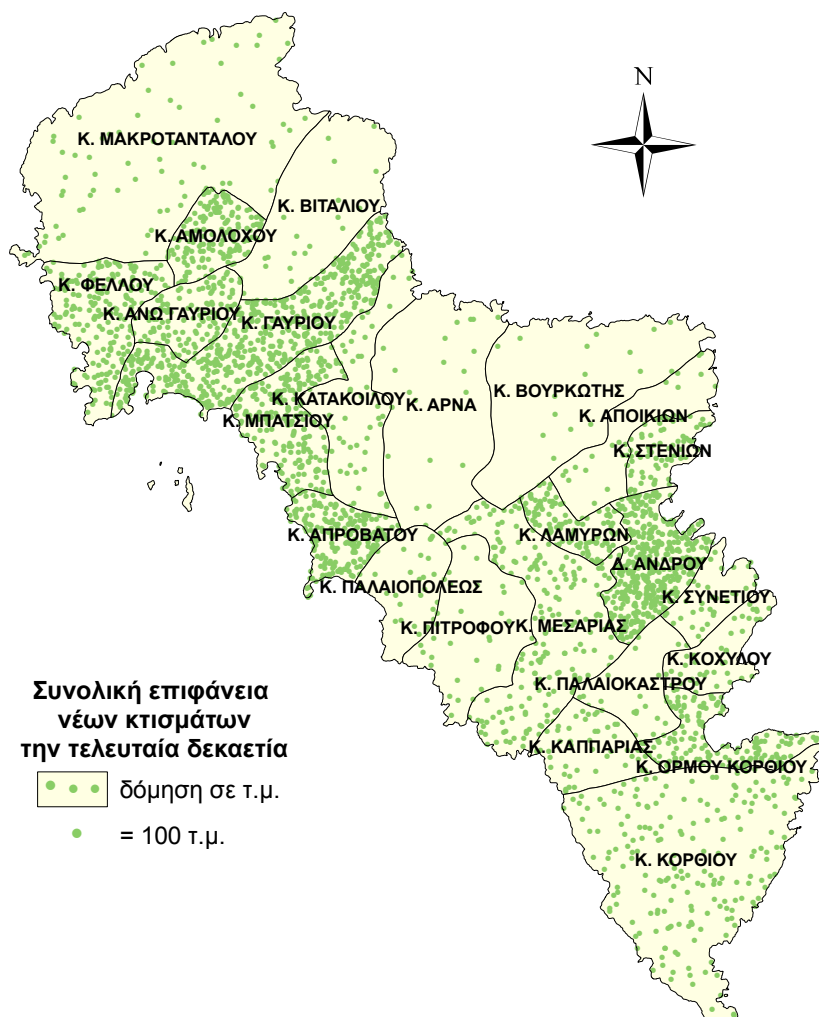 N
Κ. ΜΑΚΡΟΤΑΝΤΑΛΟΥ
Κ. ΒΙΤΑΛΙΟΥ
Κ. ΑΜΟΛΟΧΟΥ
Κ. ΦΕΛΛΟΥ
Κ. ΑΝΩ ΓΑΥΡΙΟΥ
Κ. ΓΑΥΡΙΟΥ
Κ. ΒΟΥΡΚΩΤΗΣ
Κ. ΚΑΤΑΚΟΙΛΟΥ
Κ. ΑΡΝΑ
Κ. ΑΠΟΙΚΙΩΝ
Κ. ΜΠΑΤΣΙΟΥ
Κ. ΣΤΕΝΙΩΝ
Κ. ΑΠΡΟΒΑΤΟΥ
Κ. ΛΑΜΥΡΩΝ
Δ. ΑΝΔΡΟΥ
Κ. ΠΑΛΑΙΟΠΟΛΕΩΣ
Κ. ΣΥΝΕΤΙΟΥ
Κ. ΠΙΤΡΟΦΟΥ
Κ. ΜΕΣΑΡΙΑΣ
Κ. ΚΟΧΥΛΟΥ
Κ. ΠΑΛΑΙΟΚΑΣΤΡΟΥ
Κ. ΚΑΠΠΑΡΙΑΣ
Κ. ΟΡΜΟΥ ΚΟΡΘΙΟΥ
Κ. ΚΟΡΘΙΟΥ
Συνολική επιφάνεια
νέων κτισμάτων
την τελευταία δεκαετία
δόμηση σε τ.μ.
= 100 τ.μ.